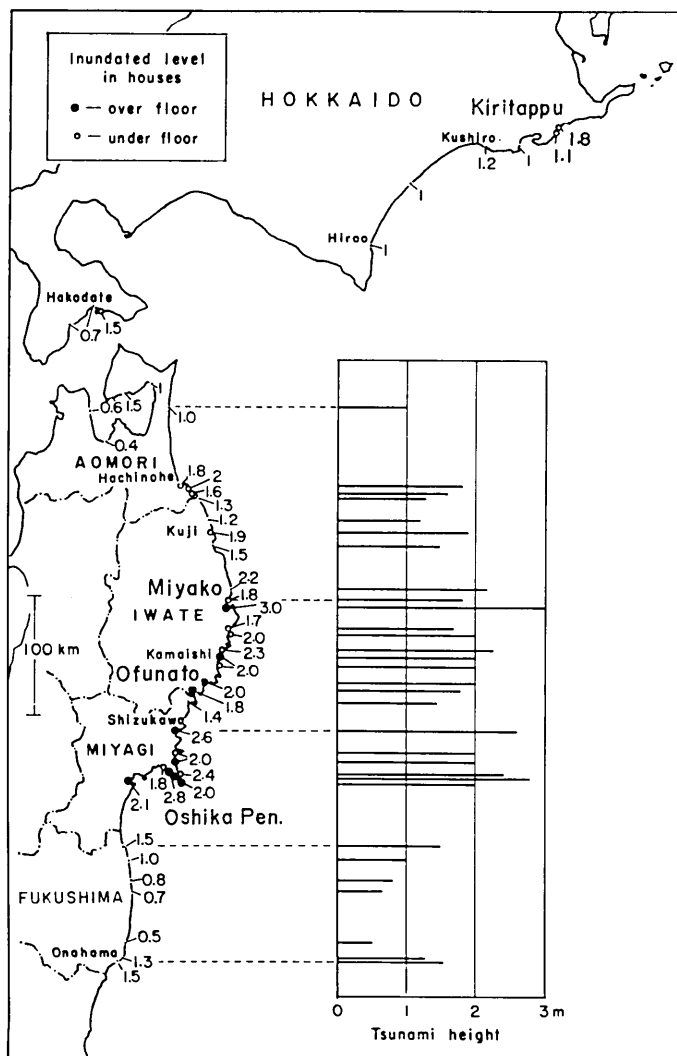 Inundated level
in houses
● — over floor
○ — under floor
HOKKAIDO
Kiritappu
Kushiro
1.8
1.2
1
1.1
1
Hiroo
1
Hakodate
1.5
0.7
1
0.6
1.5
1.0
0.4
AOMORI
Hachinohe
1.8
2
1.6
1.3
1.2
Kuji
1.9
1.5
2.2
Miyako
1.8
IWATE
3.0
1.7
100 km
2.0
Kamaishi
2.3
2.0
Ofunato
2.0
1.8
1.4
Shizukawa
2.6
MIYAGI
2.0
2.4
1.8
2.8
2.0
2.1
Oshika Pen.
1.5
1.0
0.8
FUKUSHIMA
0.7
0.5
Onahama
1.3
1.5
0 1 2 3 m
Tsunami height